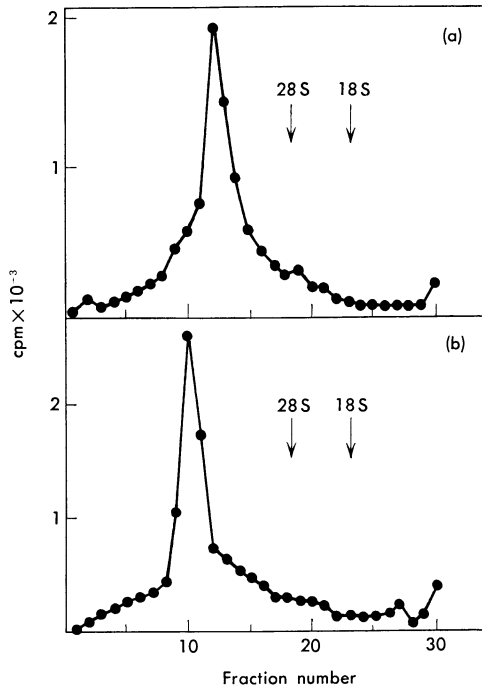 2
(a)
28 S
18 S
1
cpm × 10⁻³
(b)
2
28 S
18 S
1
10
20
30
Fraction number